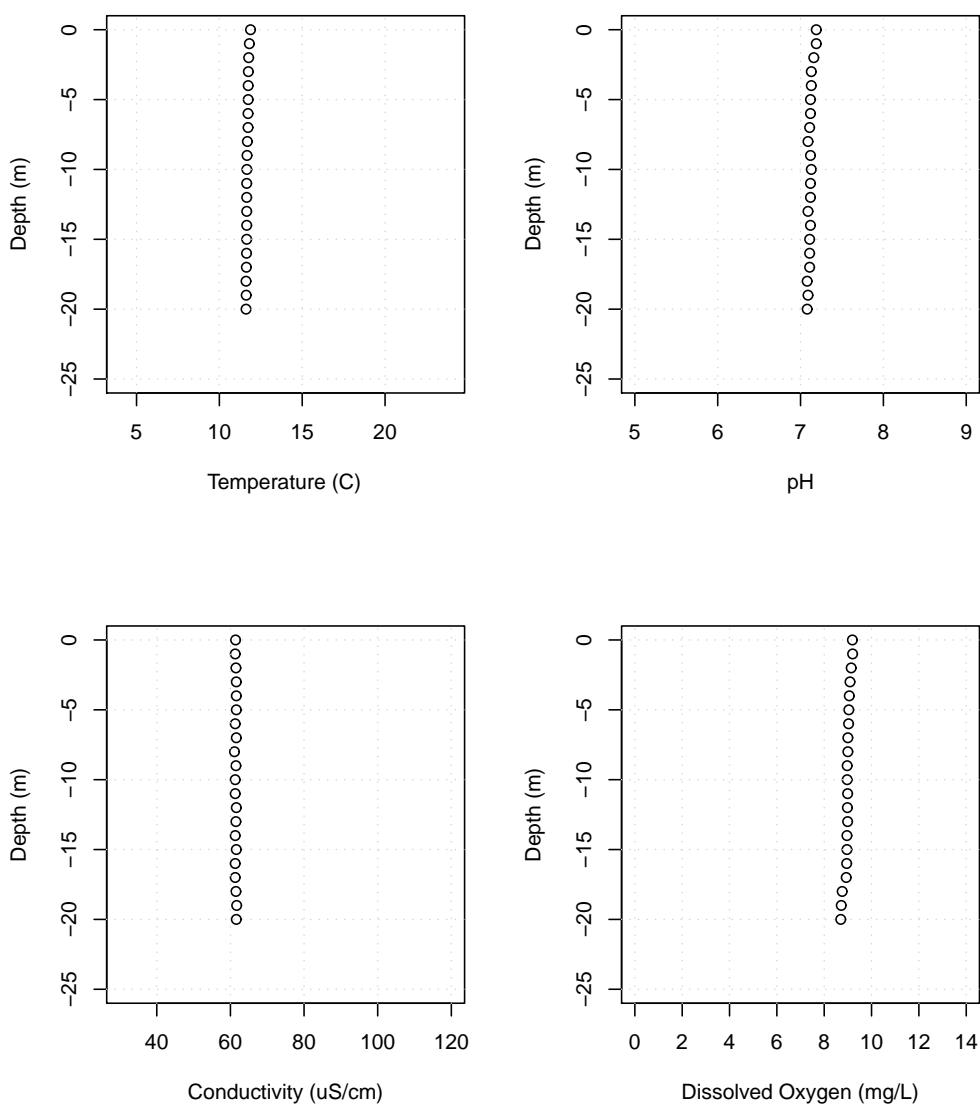 0
−5
−10
−15
−20
−25
Depth (m)
5 10 15 20
Temperature (C)
0
−5
−10
−15
−20
−25
Depth (m)
5 6 7 8 9
pH
0
−5
−10
−15
−20
−25
Depth (m)
40 60 80 100 120
Conductivity (uS/cm)
0
−5
−10
−15
−20
−25
Depth (m)
0 2 4 6 8 10 12 14
Dissolved Oxygen (mg/L)